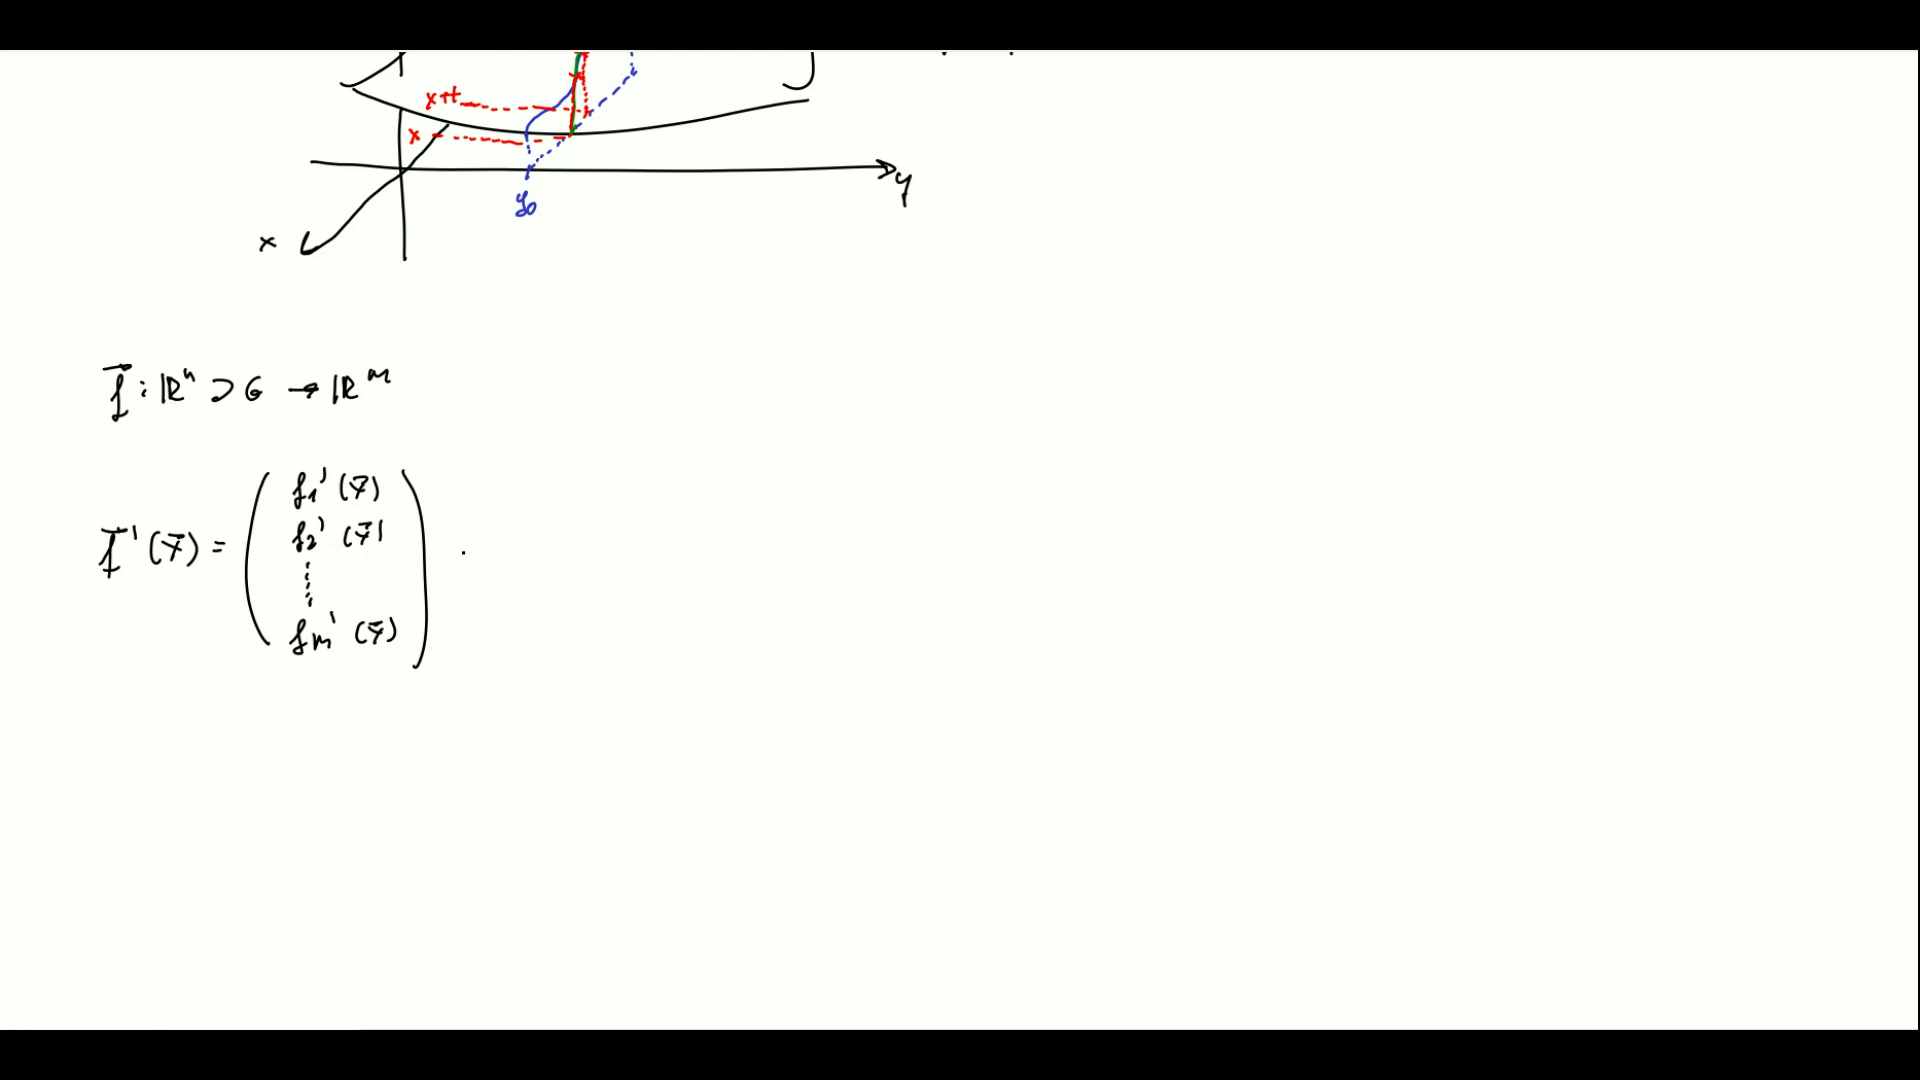 x+t
x
y
y₀
x
f⃗ : ℝⁿ ⊃ G → ℝᵐ
f⃗'(x⃗) = ( f₁'(x⃗)
f₂'(x⃗)
⋮
fₘ'(x⃗) )